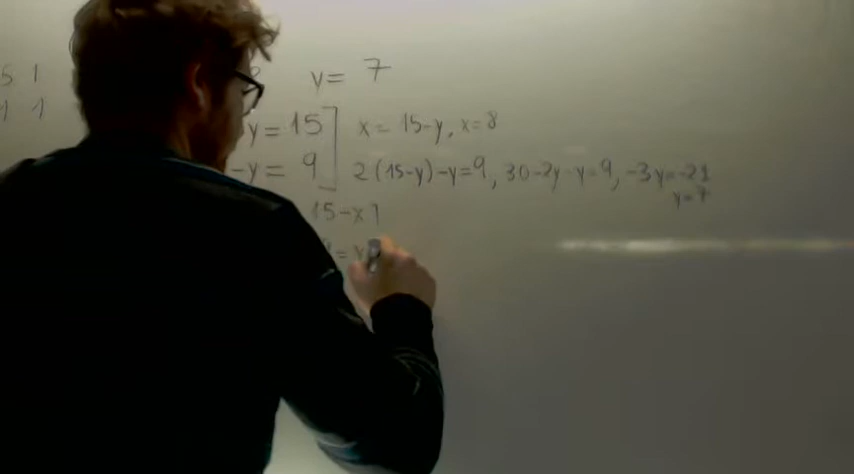 5 1
1 1
y = 7
y = 15 ] x = 15-y, x = 8
-y = 9 ] 2(15-y)-y=9, 30-2y-y=9, -3y=-21
y=7
15-x